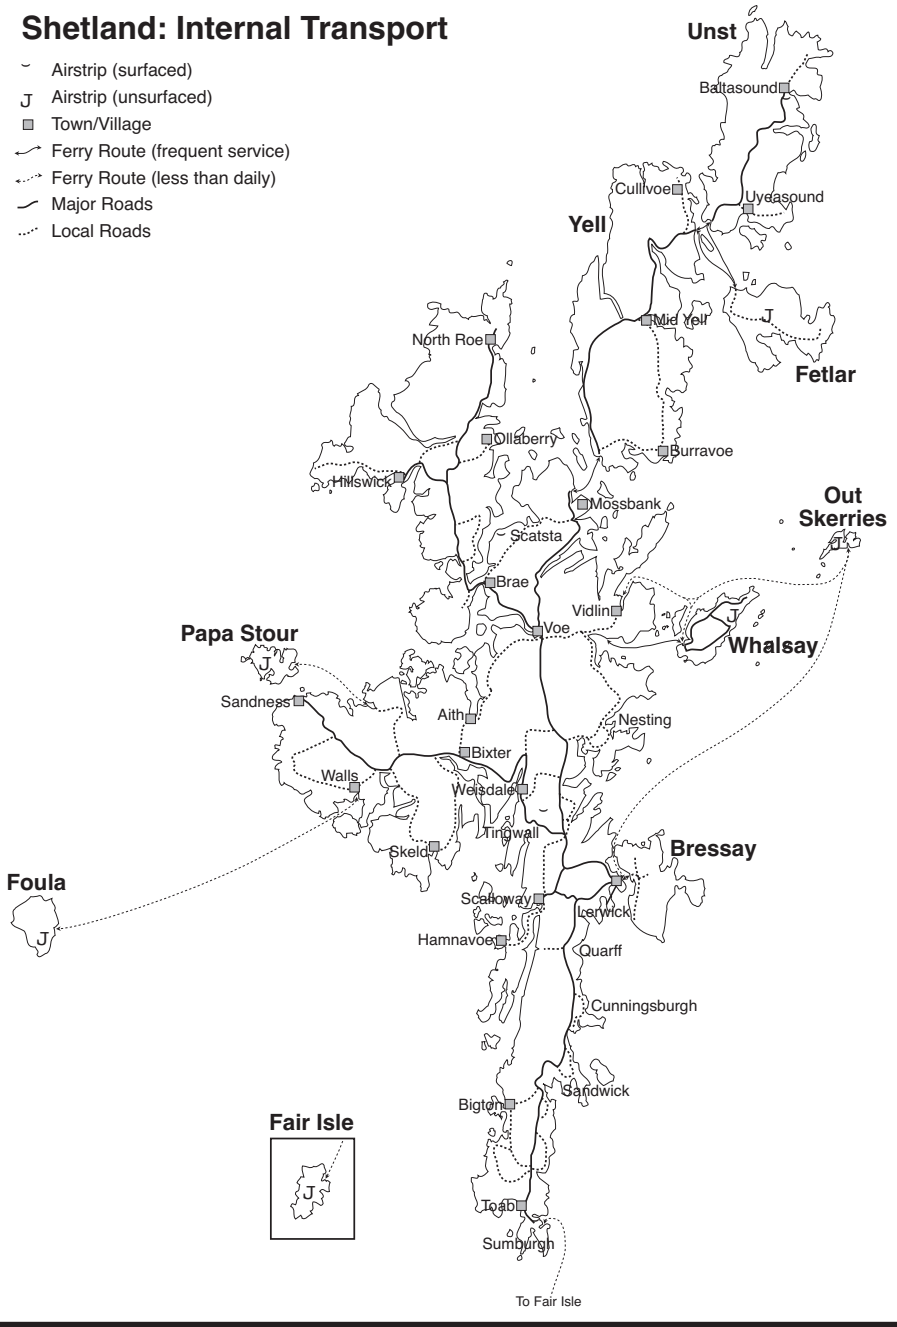 Shetland: Internal Transport
Airstrip (surfaced)
J Airstrip (unsurfaced)
Town/Village
Ferry Route (frequent service)
Ferry Route (less than daily)
Major Roads
Local Roads
Unst
Baltasound
Cullivoe
Uyeasound
Yell
J
Mid Yell
North Roe
Fetlar
Ollaberry
Burravoe
Hillswick
Out
Skerries
Mossbank
Scatsta
J
Brae
Vidlin
J
Voe
Papa Stour
Whalsay
J
Sandness
Aith
Nesting
Bixter
Walls
Weisdale
Tingwall
Skeld
Bressay
Foula
Scalloway
Lerwick
J
Hamnavoe
Quarff
Cunningsburgh
Sandwick
Bigton
Fair Isle
J
Toab
Sumburgh
To Fair Isle